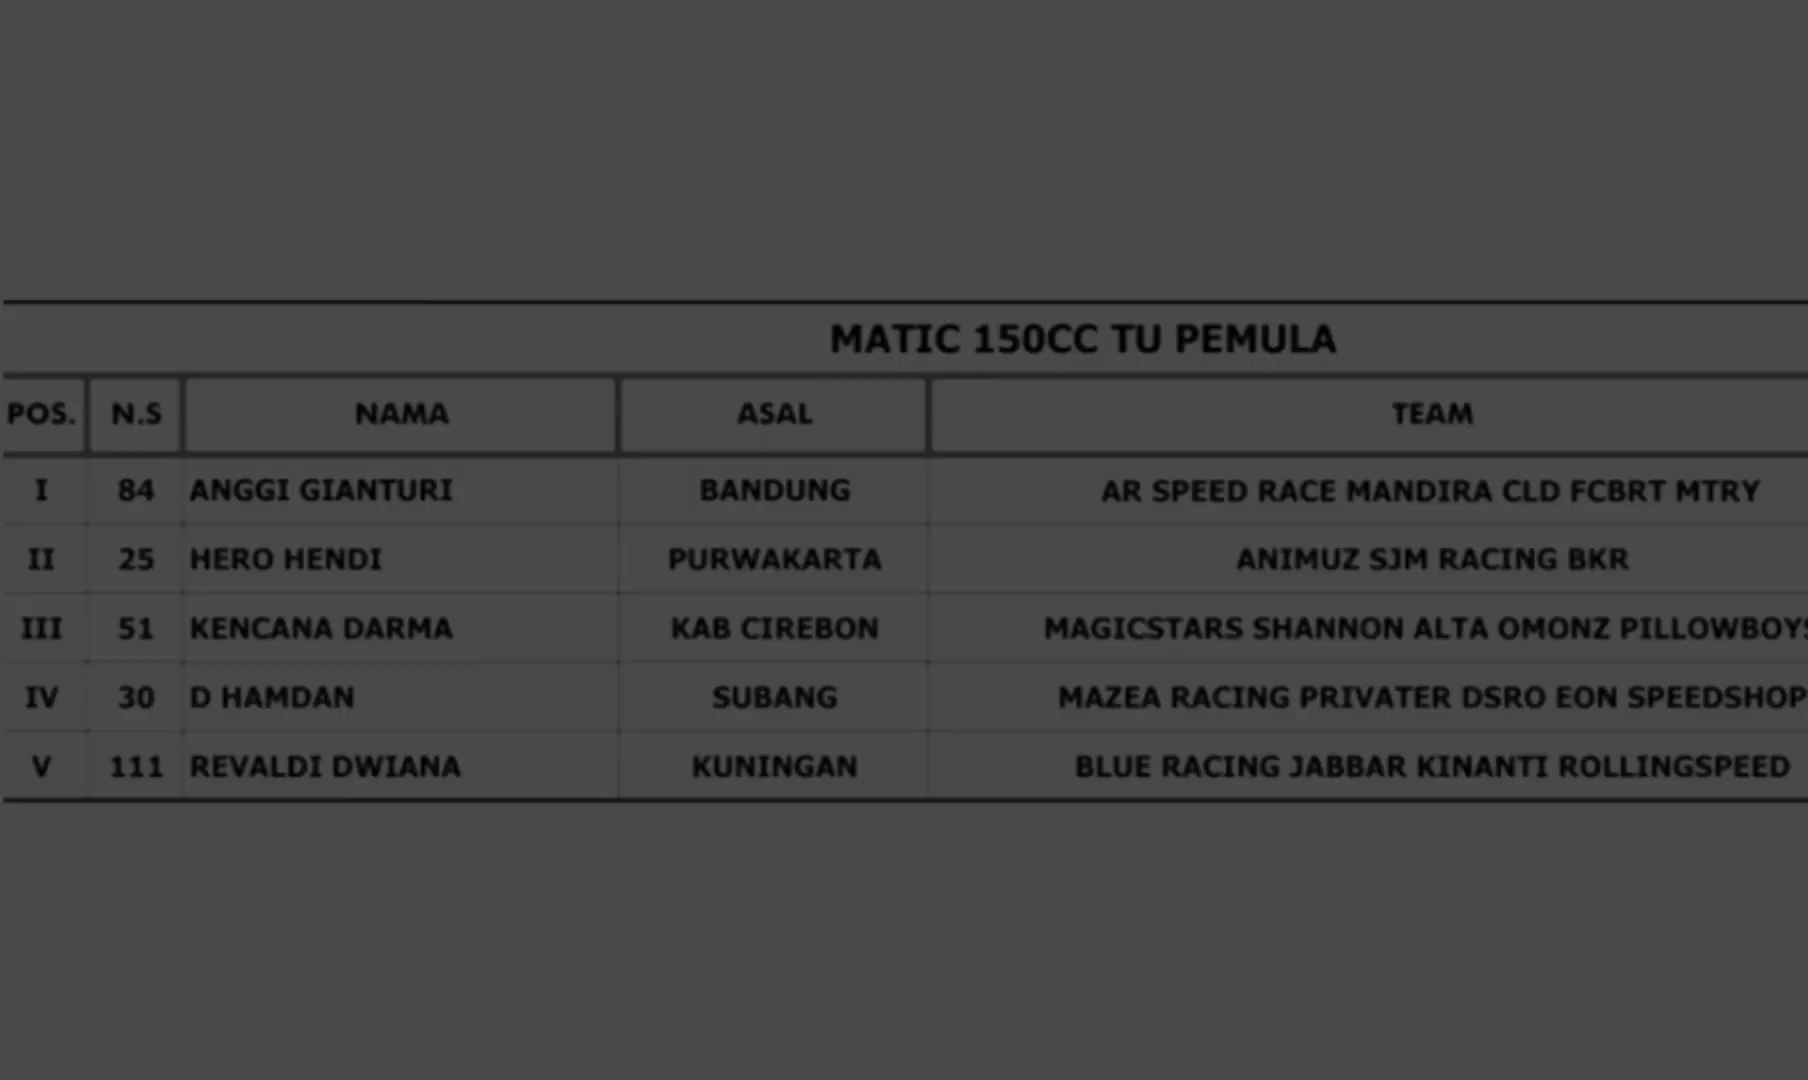 MATIC 150CC TU PEMULA
POS. N.S NAMA ASAL TEAM
I 84 ANGGI GIANTURI BANDUNG AR SPEED RACE MANDIRA CLD FCBRT MTRY
II 25 HERO HENDI PURWAKARTA ANIMUZ SJM RACING BKR
III 51 KENCANA DARMA KAB CIREBON MAGICSTARS SHANNON ALTA OMONZ PILLOWBOYS
IV 30 D HAMDAN SUBANG MAZEA RACING PRIVATER DSRO EON SPEEDSHOP
V 111 REVALDI DWIANA KUNINGAN BLUE RACING JABBAR KINANTI ROLLINGSPEED